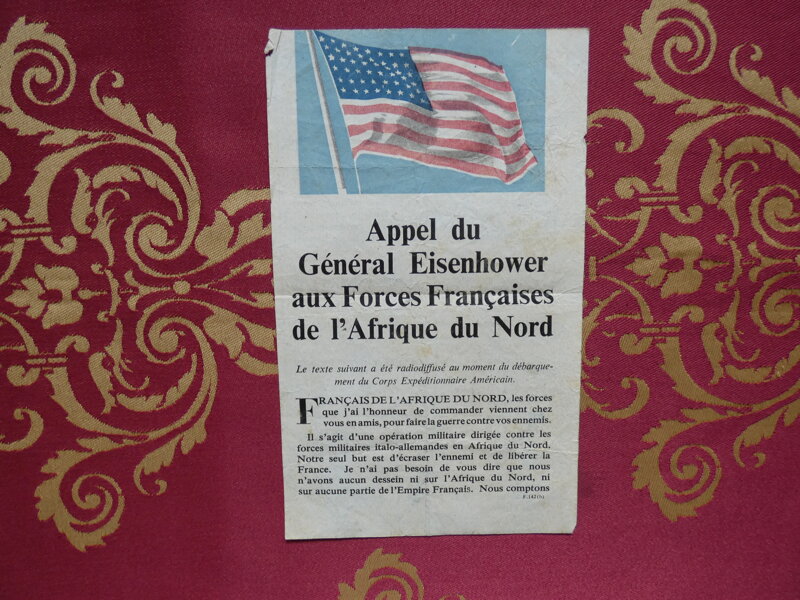 Appel du
Général Eisenhower
aux Forces Françaises
de l'Afrique du Nord
Le texte suivant a été radiodiffusé au moment du débarque-
ment du Corps Expéditionnaire Américain.
FRANÇAIS DE L'AFRIQUE DU NORD, les forces
que j'ai l'honneur de commander viennent chez
vous en amis, pour faire la guerre contre vos ennemis.
Il s'agit d'une opération militaire dirigée contre les
forces militaires italo-allemandes en Afrique du Nord.
Notre seul but est d'écraser l'ennemi et de libérer la
France. Je n'ai pas besoin de vous dire que nous
n'avons aucun dessein ni sur l'Afrique du Nord, ni
sur aucune partie de l'Empire Français. Nous comptons
F.142(b)